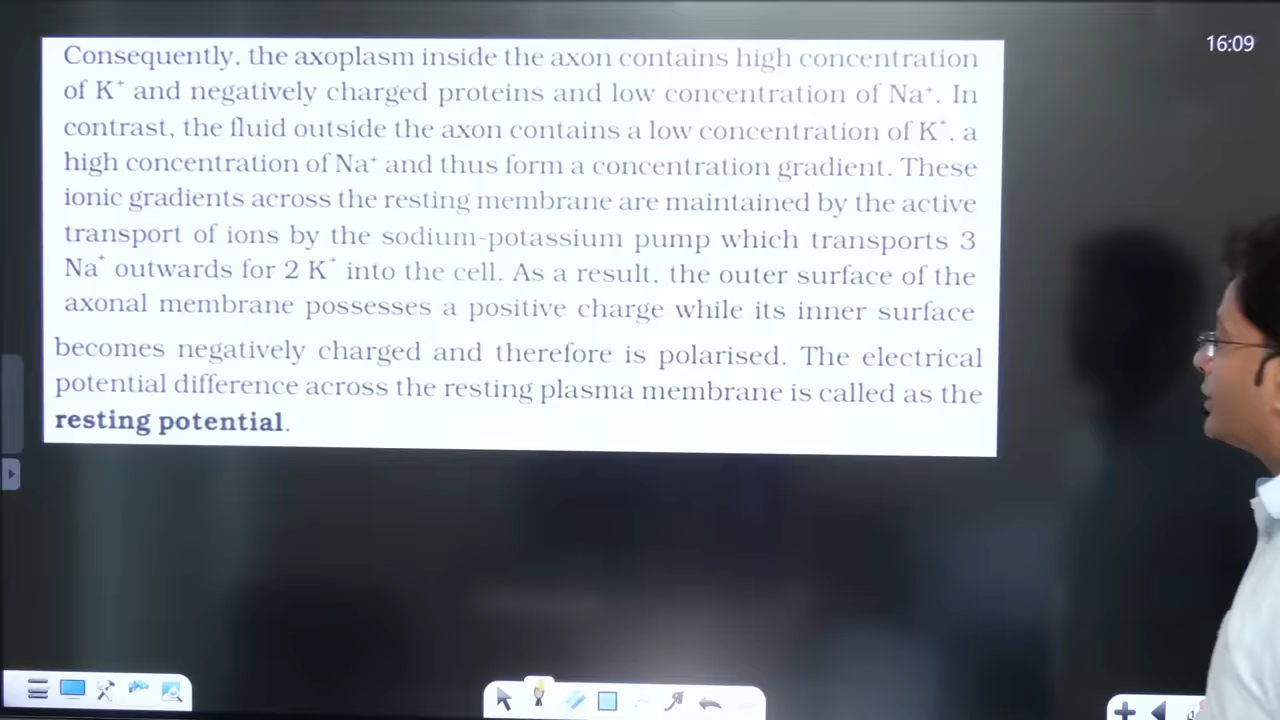 16:09
Consequently, the axoplasm inside the axon contains high concentration
of K⁺ and negatively charged proteins and low concentration of Na⁺. In
contrast, the fluid outside the axon contains a low concentration of K⁺, a
high concentration of Na⁺ and thus form a concentration gradient. These
ionic gradients across the resting membrane are maintained by the active
transport of ions by the sodium-potassium pump which transports 3
Na⁺ outwards for 2 K⁺ into the cell. As a result, the outer surface of the
axonal membrane possesses a positive charge while its inner surface
becomes negatively charged and therefore is polarised. The electrical
potential difference across the resting plasma membrane is called as the
resting potential.